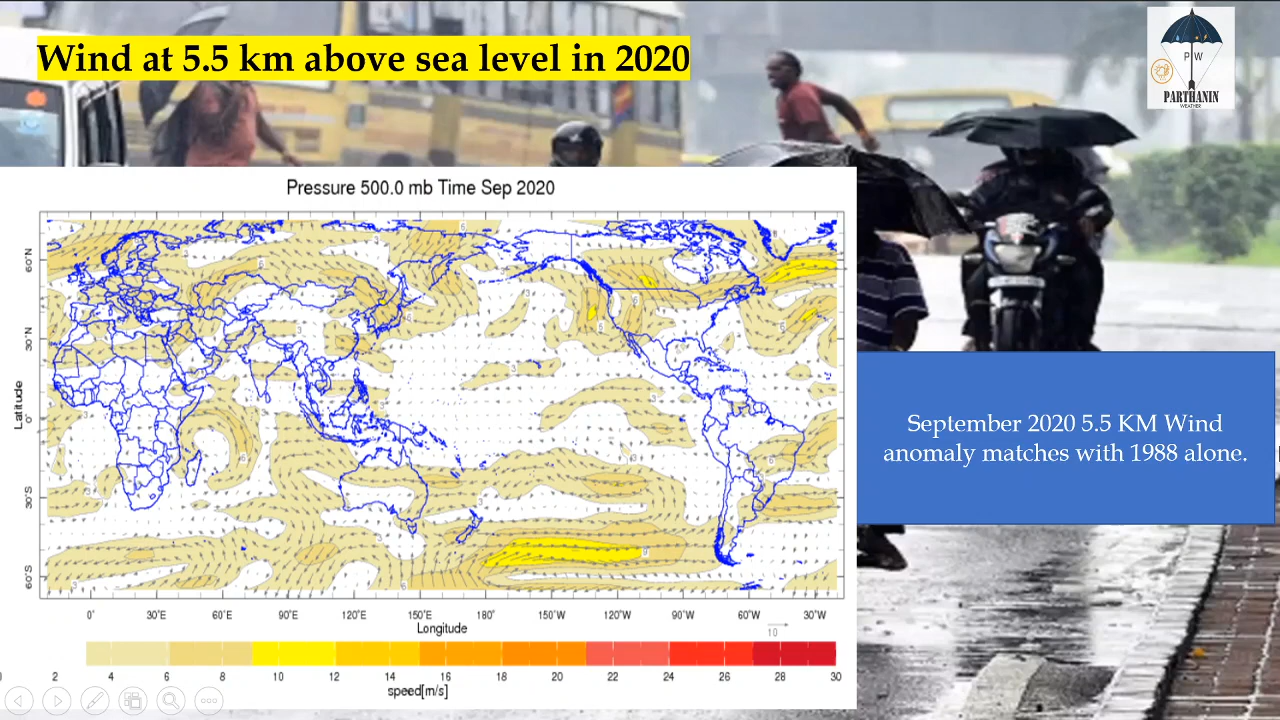 Wind at 5.5 km above sea level in 2020
P W
PARTHANIN
WEATHER
Pressure 500.0 mb Time Sep 2020
60°N
30°N
0°
30°S
60°S
Latitude
September 2020 5.5 KM Wind
anomaly matches with 1988 alone.
0° 30°E 60°E 90°E 120°E 150°E 180° 150°W 120°W 90°W 60°W 30°W
Longitude
10
0 2 4 6 8 10 12 14 16 18 20 22 24 26 28 30
speed[m/s]